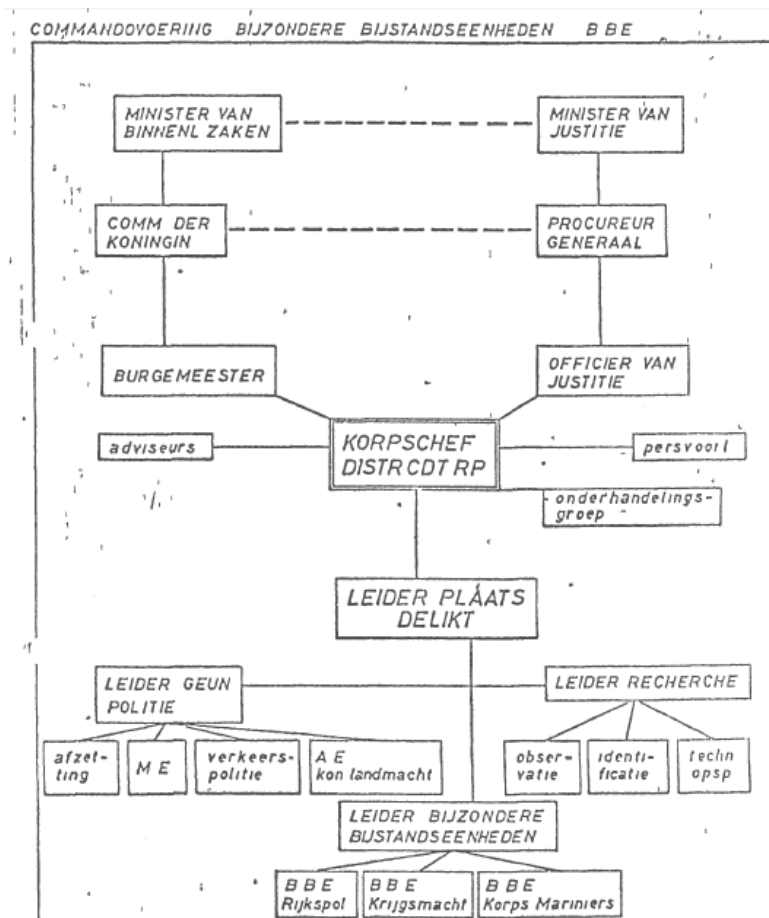 COMMANDOVOERING BIJZONDERE BIJSTANDSEENHEDEN BBE
MINISTER VAN
BINNENL ZAKEN
MINISTER VAN
JUSTITIE
COMM DER
KONINGIN
PROCUREUR
GENERAAL
BURGEMEESTER
OFFICIER VAN
JUSTITIE
KORPSCHEF
DISTR CDT RP
adviseurs
persvoorl
onderhandelings-
groep
LEIDER PLAATS
DELIKT
LEIDER GEUN
POLITIE
LEIDER RECHERCHE
afzet-
ting
M E
verkeers-
politie
A E
kon landmacht
obser-
vatie
identi-
ficatie
techn
opsp
LEIDER BIJZONDERE
BIJSTANDSEENHEDEN
B B E
Rijkspol
B B E
Krijgsmacht
B B E
Korps Mariniers